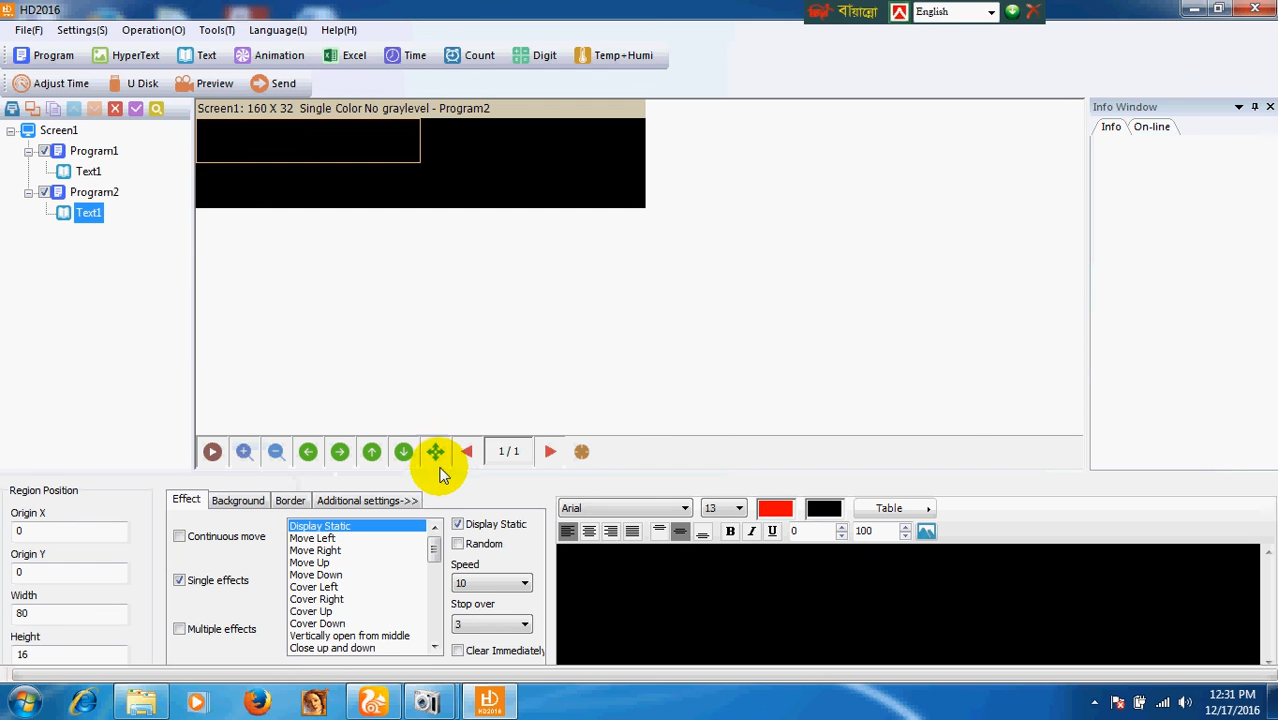 HD2016
বায়ান্নো
English
File(F) Settings(S) Operation(O) Tools(T) Language(L) Help(H)
Program HyperText Text Animation Excel Time Count Digit Temp+Humi
Adjust Time U Disk Preview Send
Screen1
Program1
Text1
Program2
Text1
Screen1: 160 X 32 Single Color No graylevel - Program2
Info Window
Info On-line
1 / 1
Region Position
Origin X
0
Origin Y
0
Width
80
Height
16
Effect Background Border Additional settings->>
Continuous move
Single effects
Multiple effects
Display Static
Move Left
Move Right
Move Up
Move Down
Cover Left
Cover Right
Cover Up
Cover Down
Vertically open from middle
Close up and down
Display Static
Random
Speed
10
Stop over
3
Clear Immediately
Arial 13 Table
B I U 0 100
HD2016
12:31 PM
12/17/2016